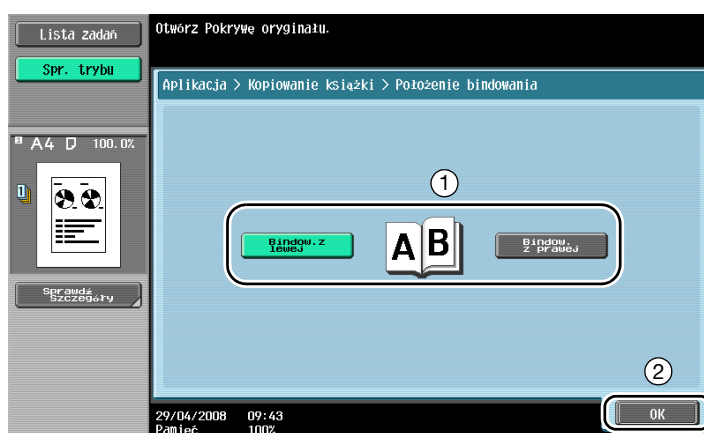 Lista zadań
Otwórz Pokrywę oryginału.
Spr. trybu
Aplikacja > Kopiowanie książki > Położenie bindowania
A4 100.0%
1
1
Bindow.z
lewej
A B
Bindow.
z prawej
Sprawdź
Szczegóły
2
OK
29/04/2008 09:43
Pamięć 100%